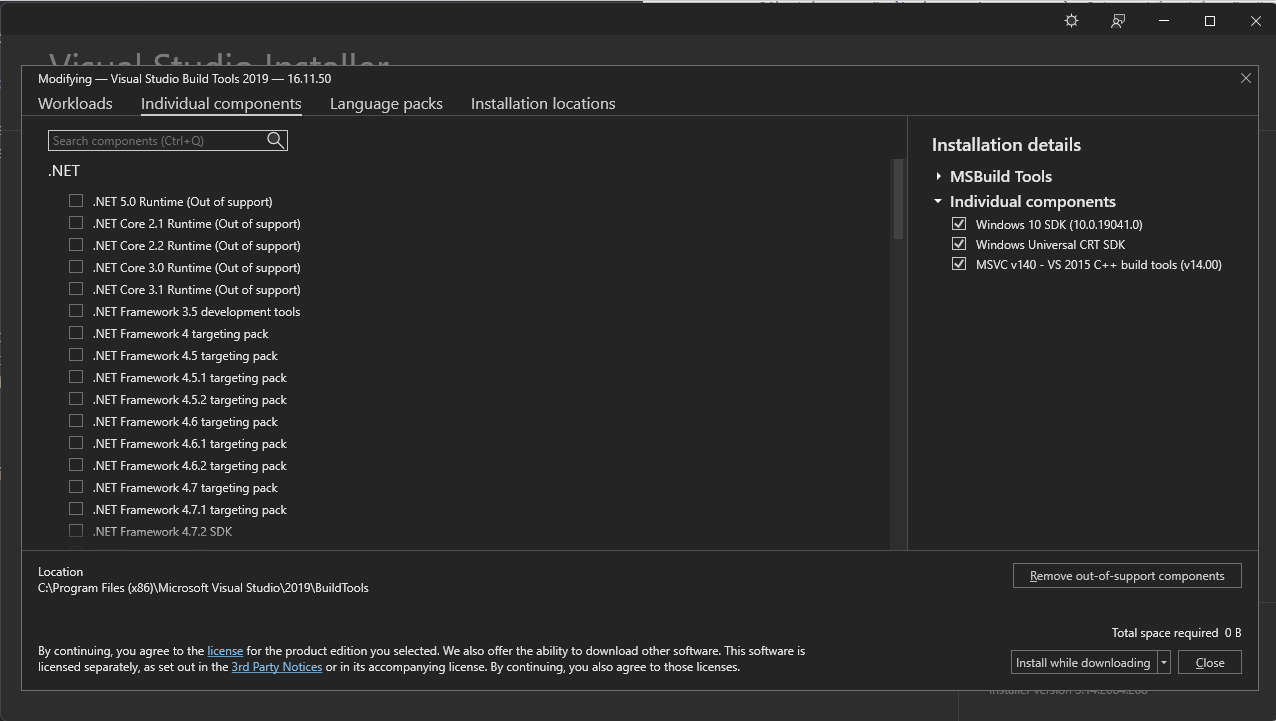 Visual Studio Installer
Modifying — Visual Studio Build Tools 2019 — 16.11.50
Workloads
Individual components
Language packs
Installation locations
Search components (Ctrl+Q)
.NET
.NET 5.0 Runtime (Out of support)
.NET Core 2.1 Runtime (Out of support)
.NET Core 2.2 Runtime (Out of support)
.NET Core 3.0 Runtime (Out of support)
.NET Core 3.1 Runtime (Out of support)
.NET Framework 3.5 development tools
.NET Framework 4 targeting pack
.NET Framework 4.5 targeting pack
.NET Framework 4.5.1 targeting pack
.NET Framework 4.5.2 targeting pack
.NET Framework 4.6 targeting pack
.NET Framework 4.6.1 targeting pack
.NET Framework 4.6.2 targeting pack
.NET Framework 4.7 targeting pack
.NET Framework 4.7.1 targeting pack
.NET Framework 4.7.2 SDK
Installation details
MSBuild Tools
Individual components
Windows 10 SDK (10.0.19041.0)
Windows Universal CRT SDK
MSVC v140 - VS 2015 C++ build tools (v14.00)
Location
C:\Program Files (x86)\Microsoft Visual Studio\2019\BuildTools
Remove out-of-support components
Total space required 0 B
By continuing, you agree to the license for the product edition you selected. We also offer the ability to download other software. This software is
licensed separately, as set out in the 3rd Party Notices or in its accompanying license. By continuing, you also agree to those licenses.
Install while downloading
Close
Installer version